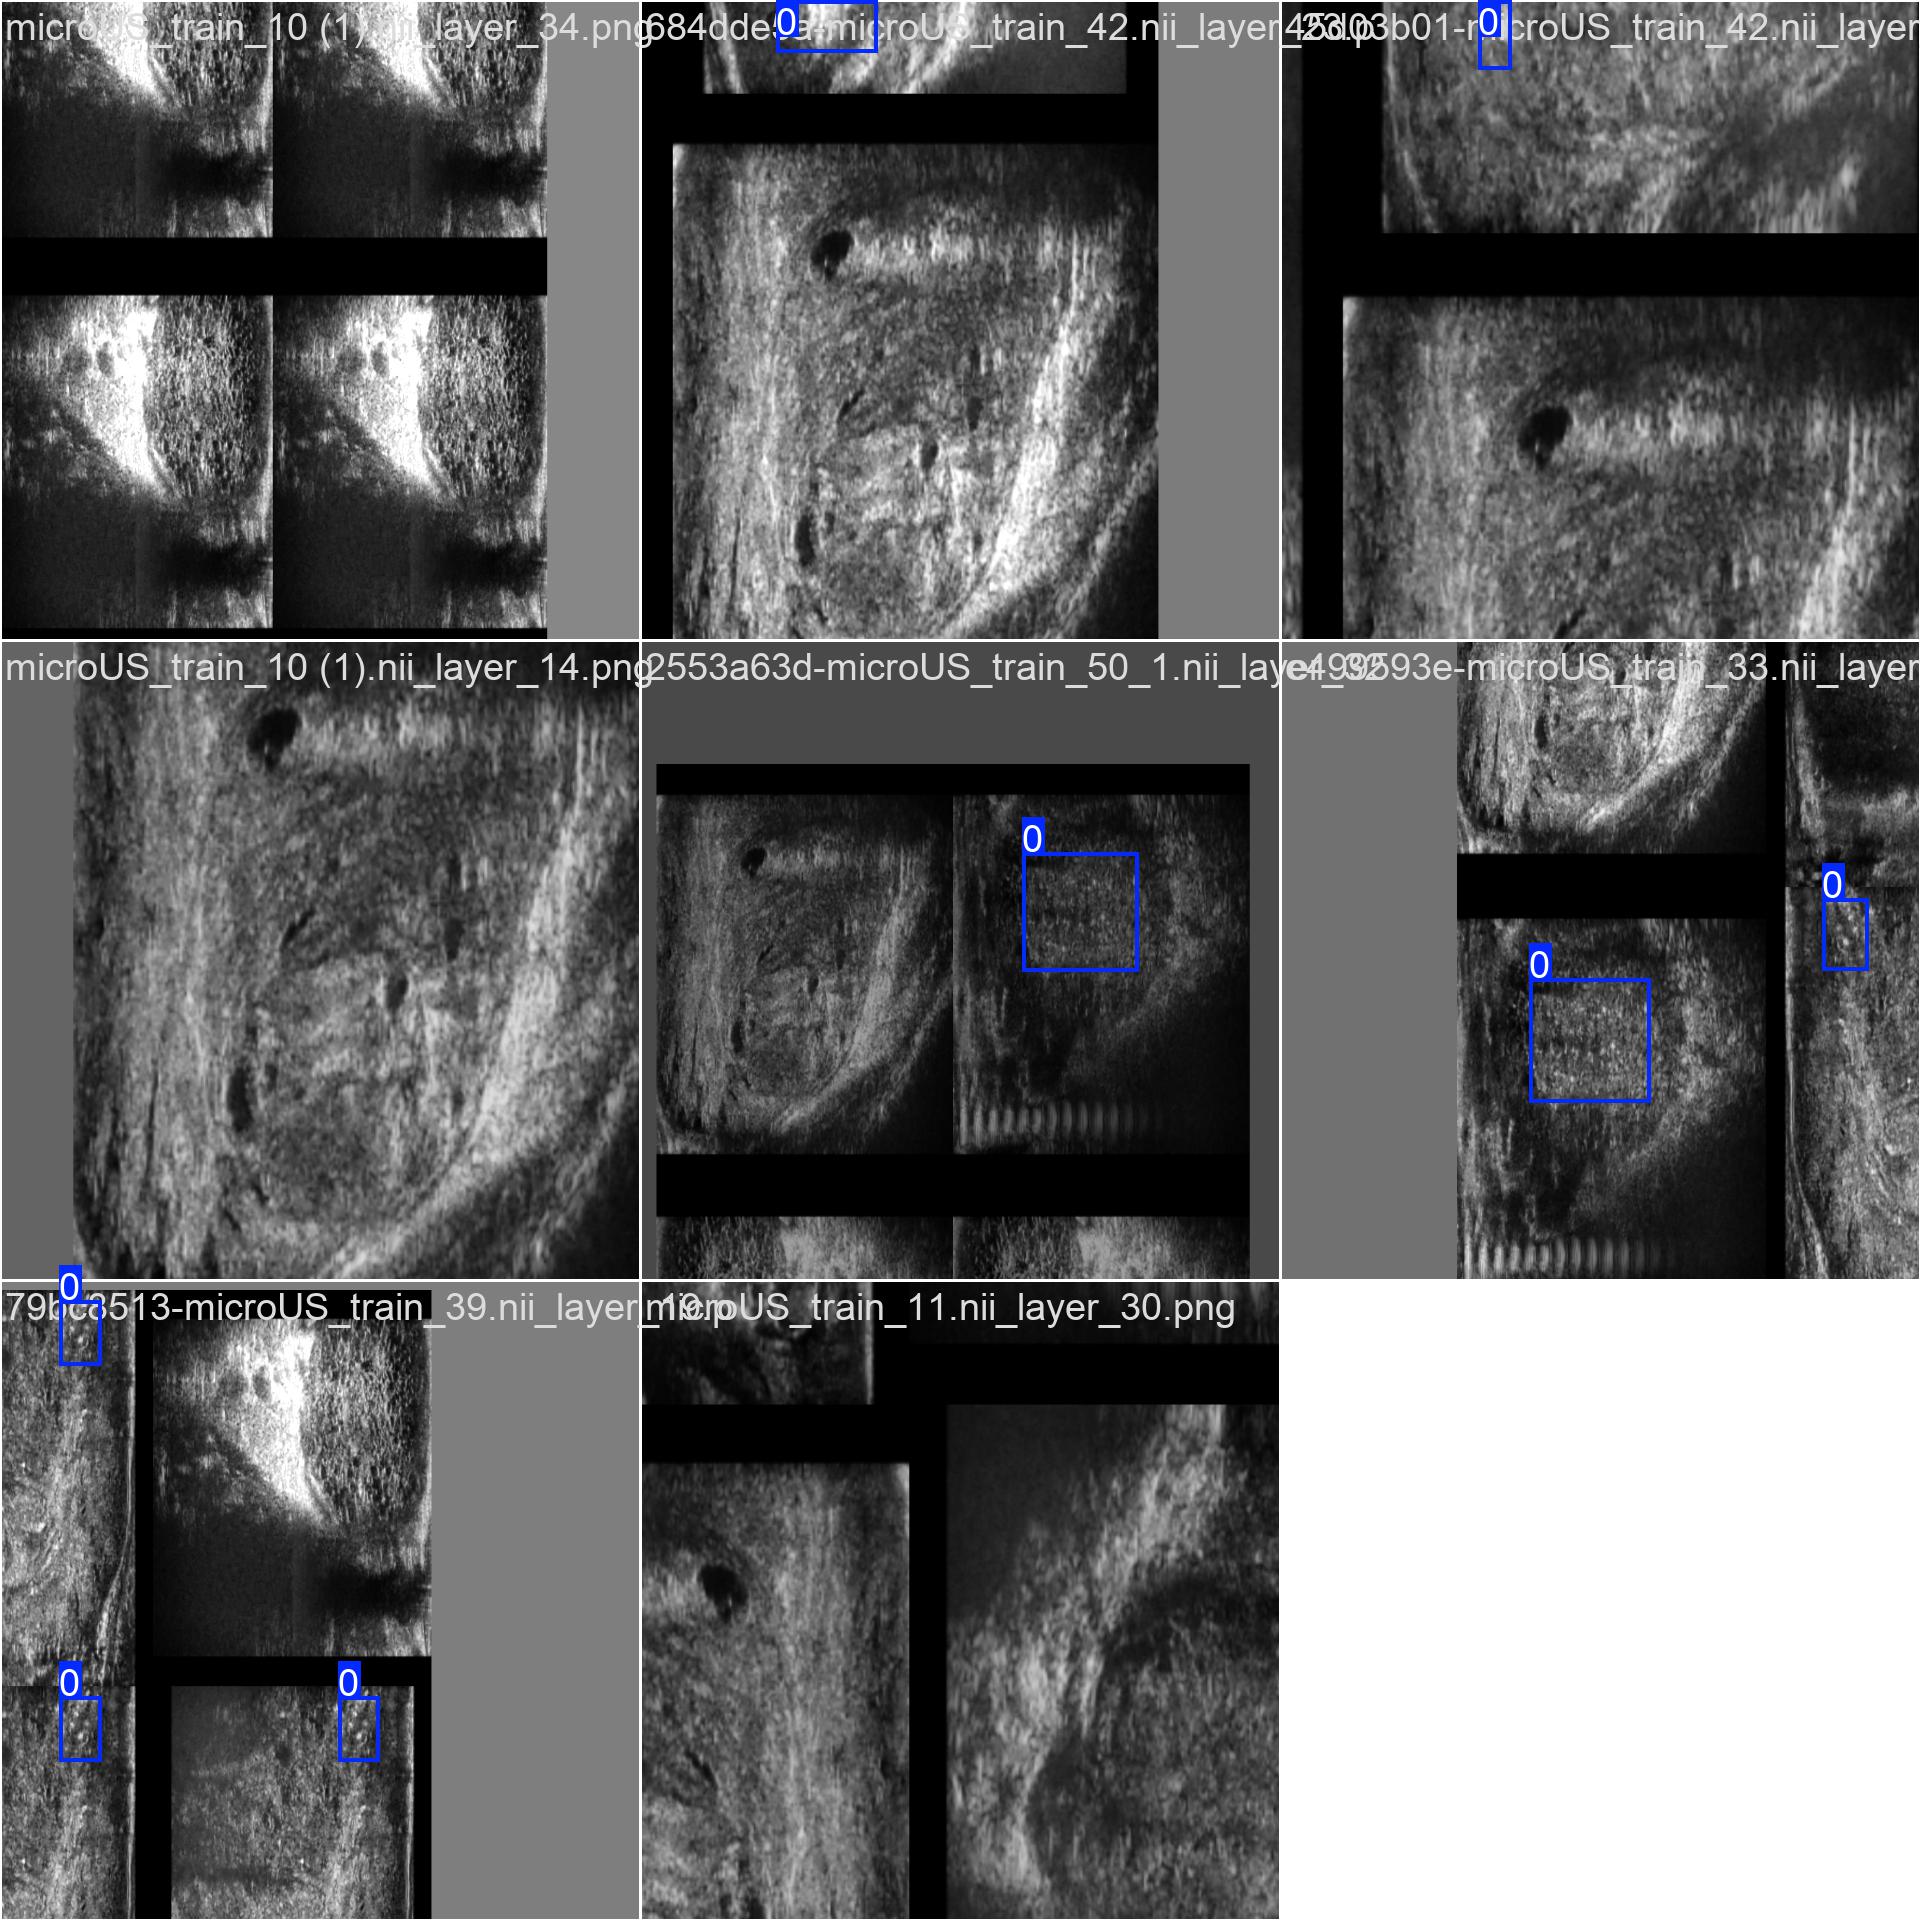 microUS_train_10 (1).nii_layer_34.png
0
microUS_train_42.nii_layer
0
microUS_train_42.nii_layer
microUS_train_10 (1).nii_layer_14.png
2553a63d-microUS_train_50_1.nii_layer
0
microUS_train_33.nii_layer
0
0
0
79bc3513-microUS_train_39.nii_layer
microUS_train_11.nii_layer_30.png
0
0